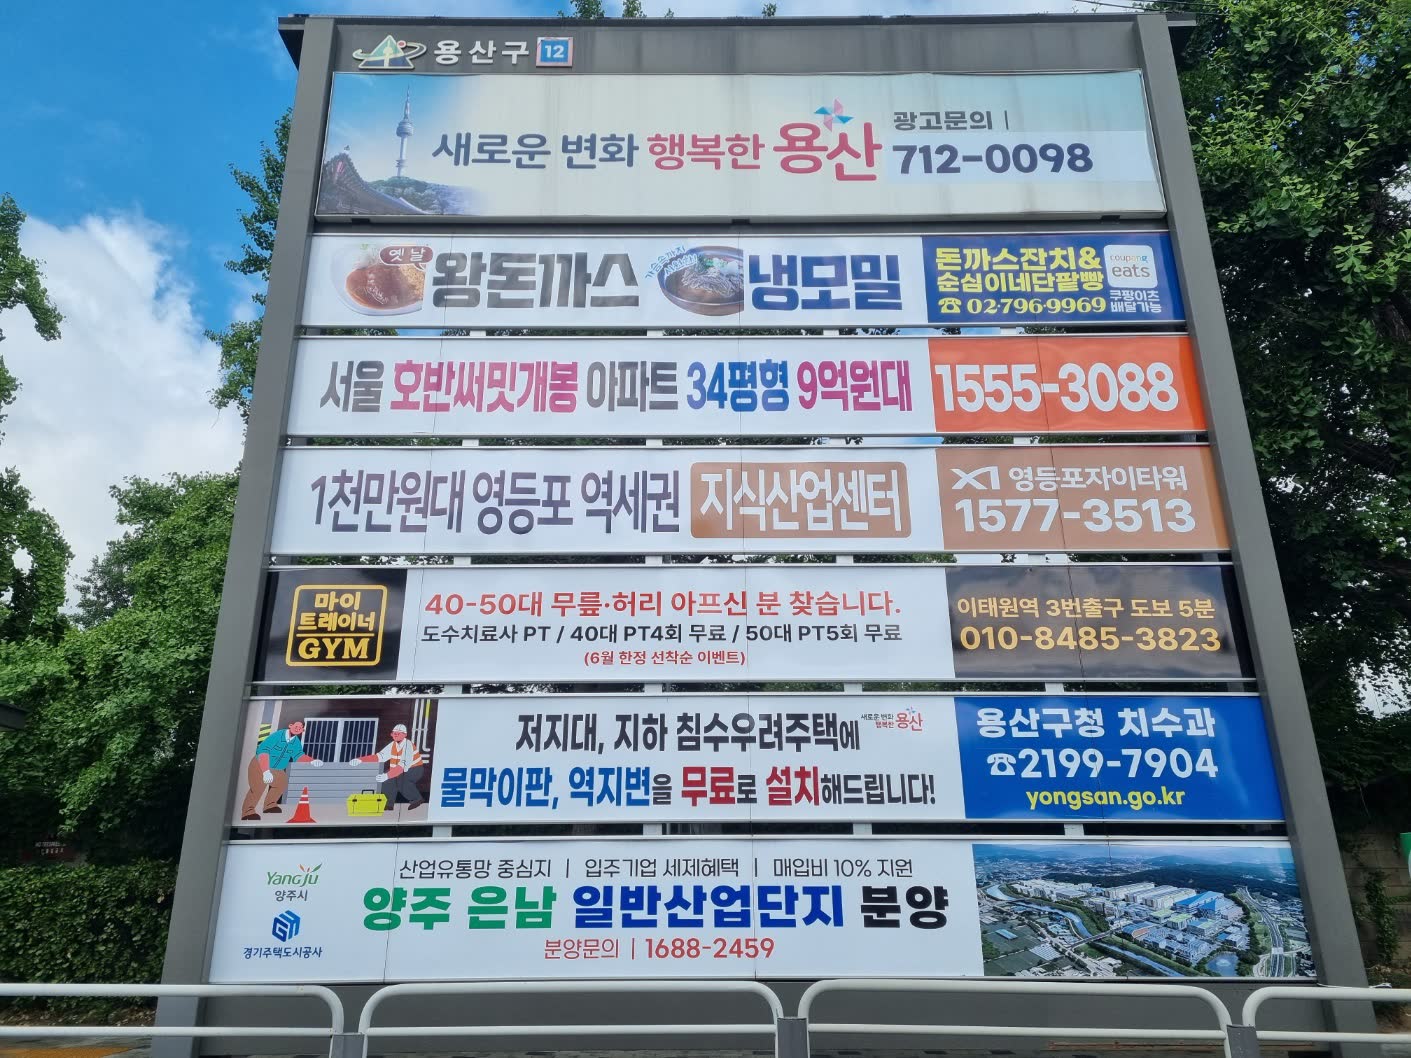 용산구 12
새로운 변화 행복한 용산
광고문의 |
712-0098
옛날
왕돈까스
냉모밀
돈까스잔치&
순심이네단팥빵
☎ 02-796-9969
coupang
eats
쿠팡이츠
배달가능
서울 호반써밋개봉 아파트 34평형 9억원대
1555-3088
1천만원대 영등포 역세권 지식산업센터
XI 영등포자이타워
1577-3513
마이
트레이너
GYM
40-50대 무릎·허리 아프신 분 찾습니다.
도수치료사 PT / 40대 PT4회 무료 / 50대 PT5회 무료
(6월 한정 선착순 이벤트)
이태원역 3번출구 도보 5분
010-8485-3823
저지대, 지하 침수우려주택에
새로운 변화
행복한 용산
물막이판, 역지변을 무료로 설치해드립니다!
용산구청 치수과
☎2199-7904
yongsan.go.kr
Yangju
양주시
경기주택도시공사
산업유통망 중심지 | 입주기업 세제혜택 | 매입비 10% 지원
양주 은남 일반산업단지 분양
분양문의 | 1688-2459